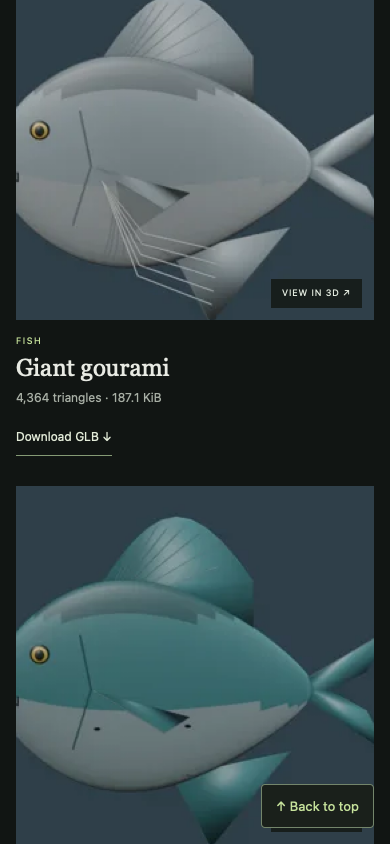 VIEW IN 3D ↗
FISH
Giant gourami
4,364 triangles · 187.1 KiB
Download GLB ↓
↑ Back to top